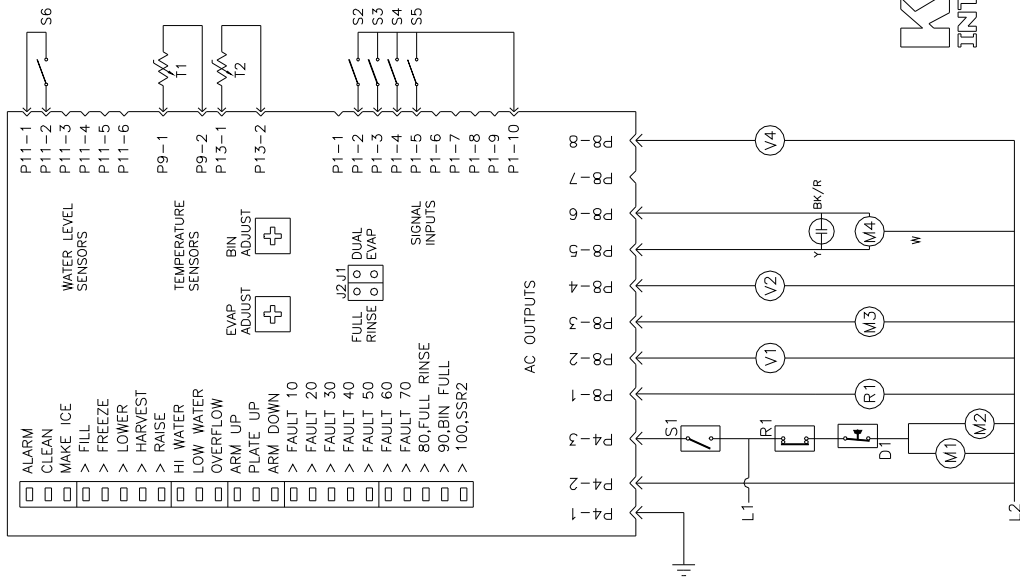 ALARM
CLEAN
MAKE ICE
> FILL
> FREEZE
> LOWER
> HARVEST
> RAISE
HI WATER
LOW WATER
OVERFLOW
ARM UP
PLATE UP
ARM DOWN
> FAULT 10
> FAULT 20
> FAULT 30
> FAULT 40
> FAULT 50
> FAULT 60
> FAULT 70
> 80,FULL RINSE
> 90,BIN FULL
> 100,SSR2
EVAP
ADJUST
BIN
ADJUST
FULL
RINSE
J2
J1
DUAL
EVAP
WATER LEVEL
SENSORS
TEMPERATURE
SENSORS
SIGNAL
INPUTS
AC OUTPUTS
P11-1
P11-2
P11-3
P11-4
P11-5
P11-6
P9-1
P9-2
P13-1
P13-2
P1-1
P1-2
P1-3
P1-4
P1-5
P1-6
P1-7
P1-8
P1-9
P1-10
S6
T1
T2
S2
S3
S4
S5
P4-1
P4-2
P4-3
P8-1
P8-2
P8-3
P8-4
P8-5
P8-6
P8-7
P8-8
L1
S1
R1
D1
M1
M2
R1
V1
M3
V2
Y
BK/R
M4
W
V4
L2
INT